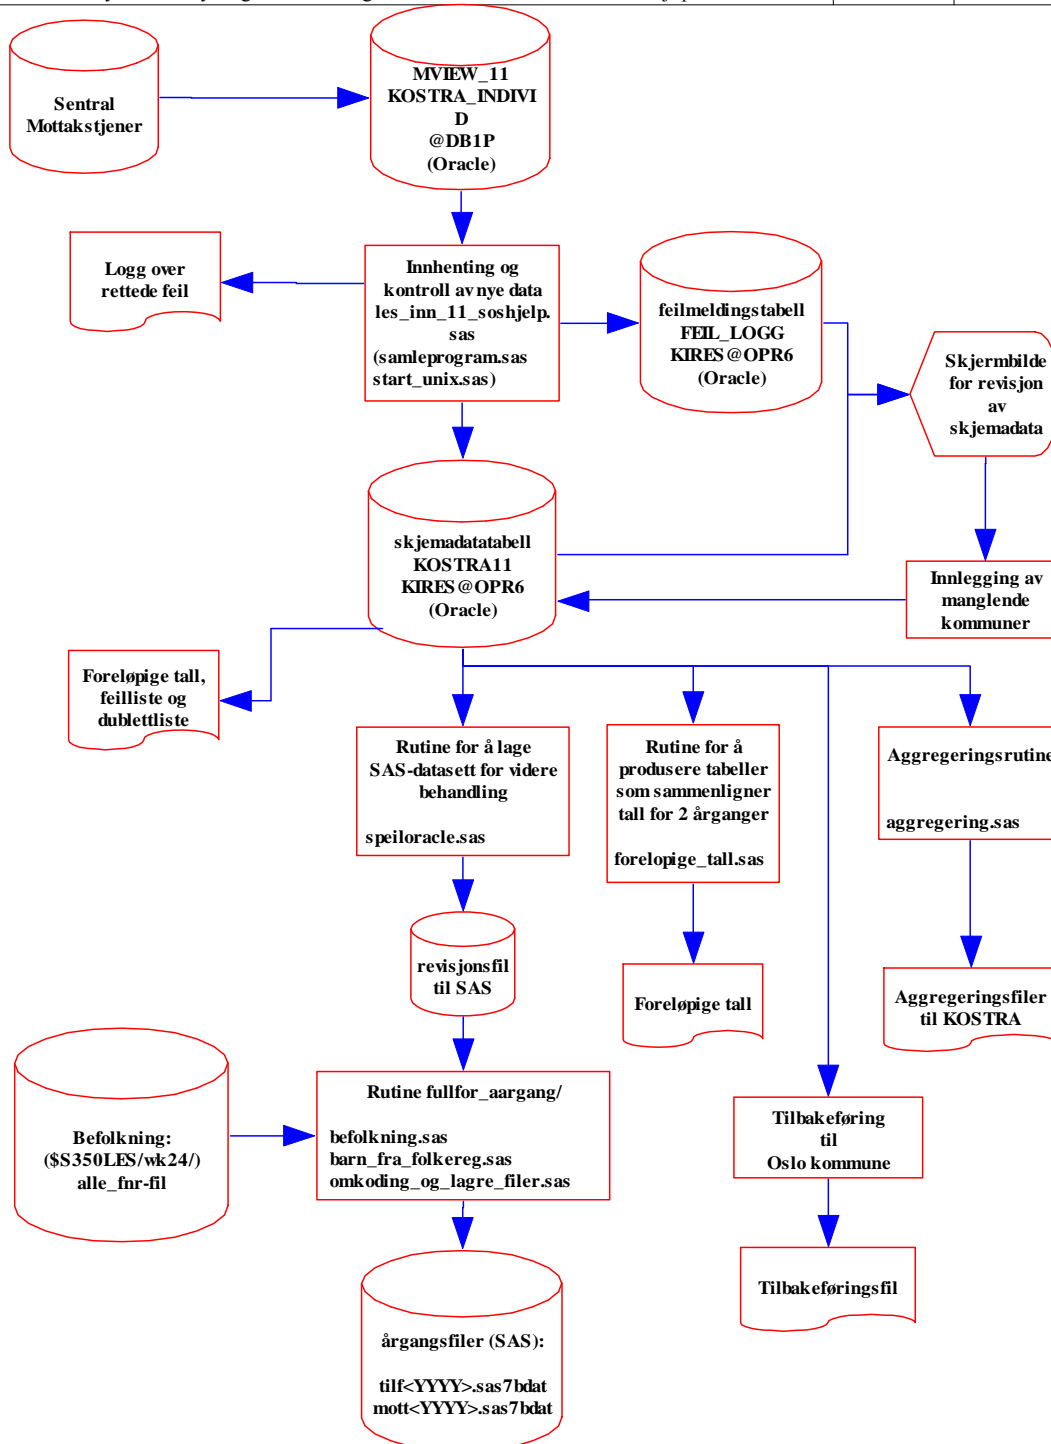 Sentral
Mottakstjener
MVIEW_11
KOSTRA_INDIVI
D
@DB1P
(Oracle)
Logg over
rettede feil
Innhenting og
kontroll av nye data
les_inn_11_soshjelp.
sas
(samleprogram.sas
start_unix.sas)
feilmeldingstabell
FEIL_LOGG
KIRES@OPR6
(Oracle)
Skjermbilde
for revisjon
av
skjemadata
skjemadatatabell
KOSTRA11
KIRES@OPR6
(Oracle)
Innlegging av
manglende
kommuner
Foreløpige tall,
feilliste og
dublettliste
Rutine for å lage
SAS-datasett for videre
behandling
speiloracle.sas
Rutine for å
produsere tabeller
som sammenligner
tall for 2 årganger
forelopige_tall.sas
Aggregeringsrutine
aggregering.sas
revisjonsfil
til SAS
Foreløpige tall
Aggregeringsfiler
til KOSTRA
Befolkning:
($S350LES/wk24/)
alle_fnr-fil
Rutine fullfor_aargang/
befolkning.sas
barn_fra_folkereg.sas
omkoding_og_lagre_filer.sas
Tilbakeføring
til
Oslo kommune
Tilbakeføringsfil
årgangsfiler (SAS):
tilf<YYYY>.sas7bdat
mott<YYYY>.sas7bdat